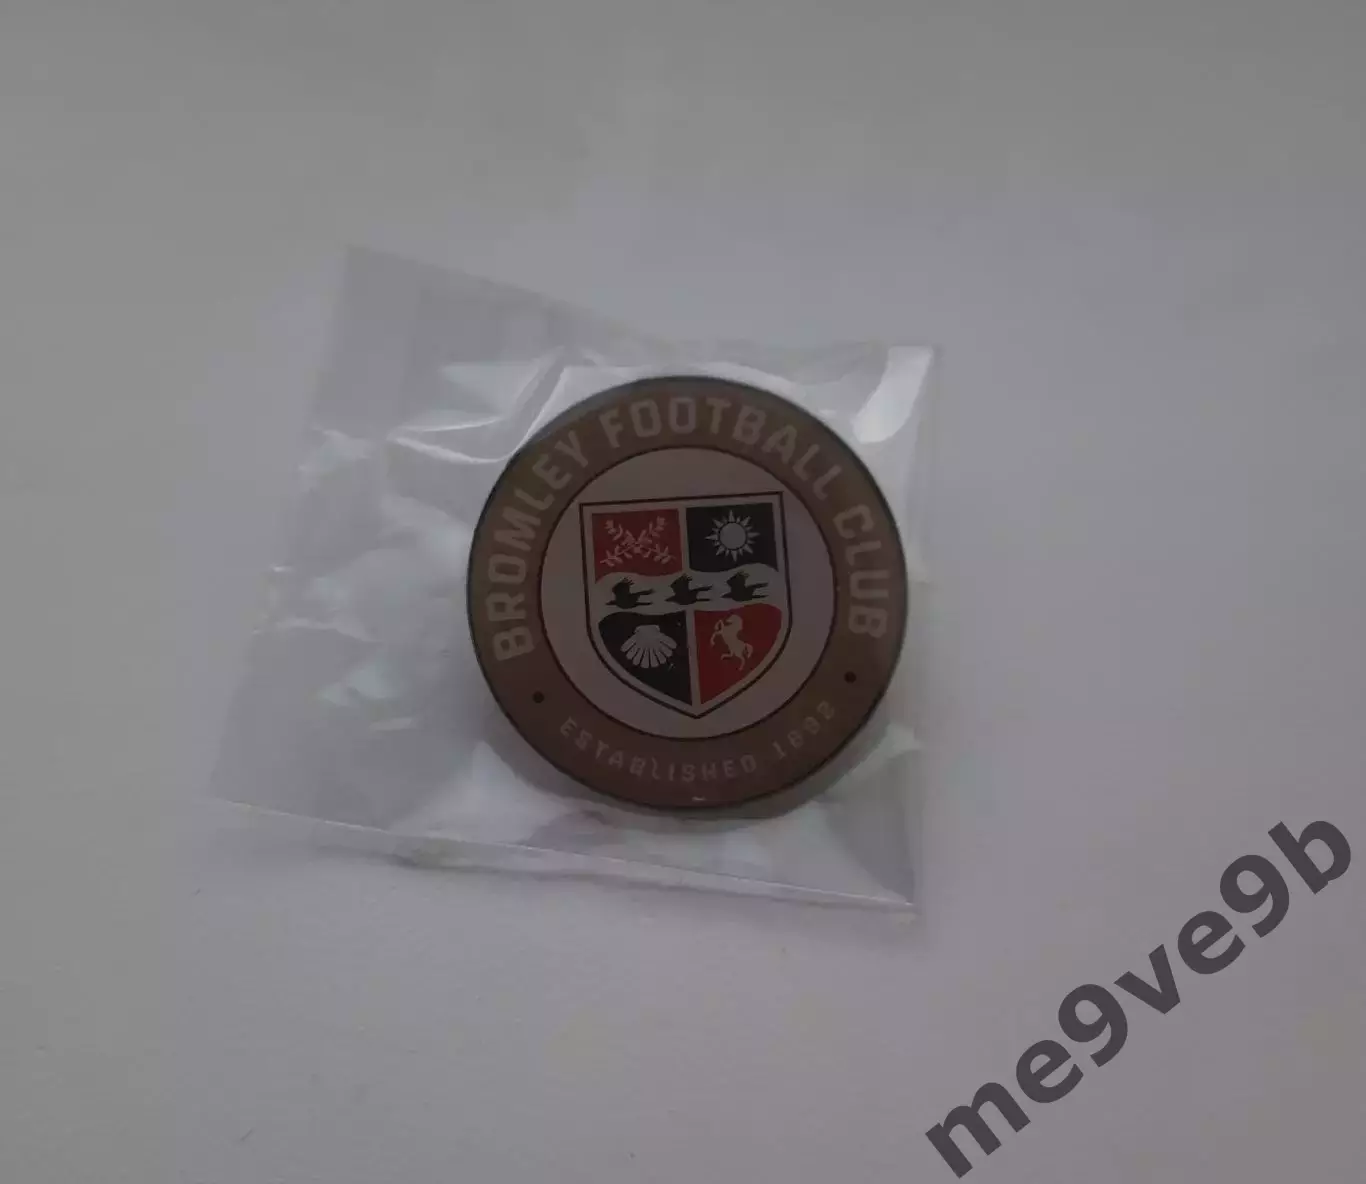 BROMLEY FOOTBALL CLUB
• ESTABLISHED 1892 •
me9ve9b